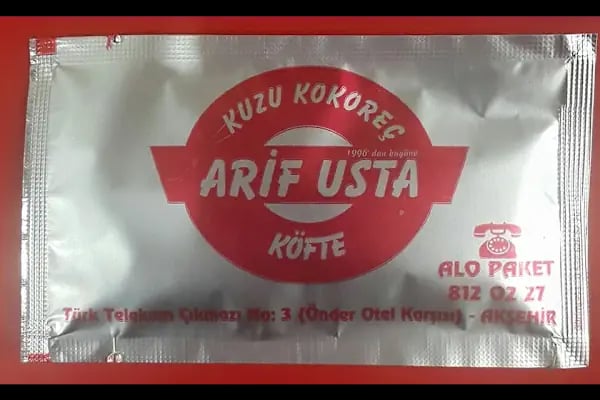 KUZU KOKOREÇ
1996'dan bugüne
ARİF USTA
KÖFTE
ALO PAKET
812 02 27
Türk Telekom Çıkmazı No: 3 (Önder Otel Karşısı) - AKŞEHİR